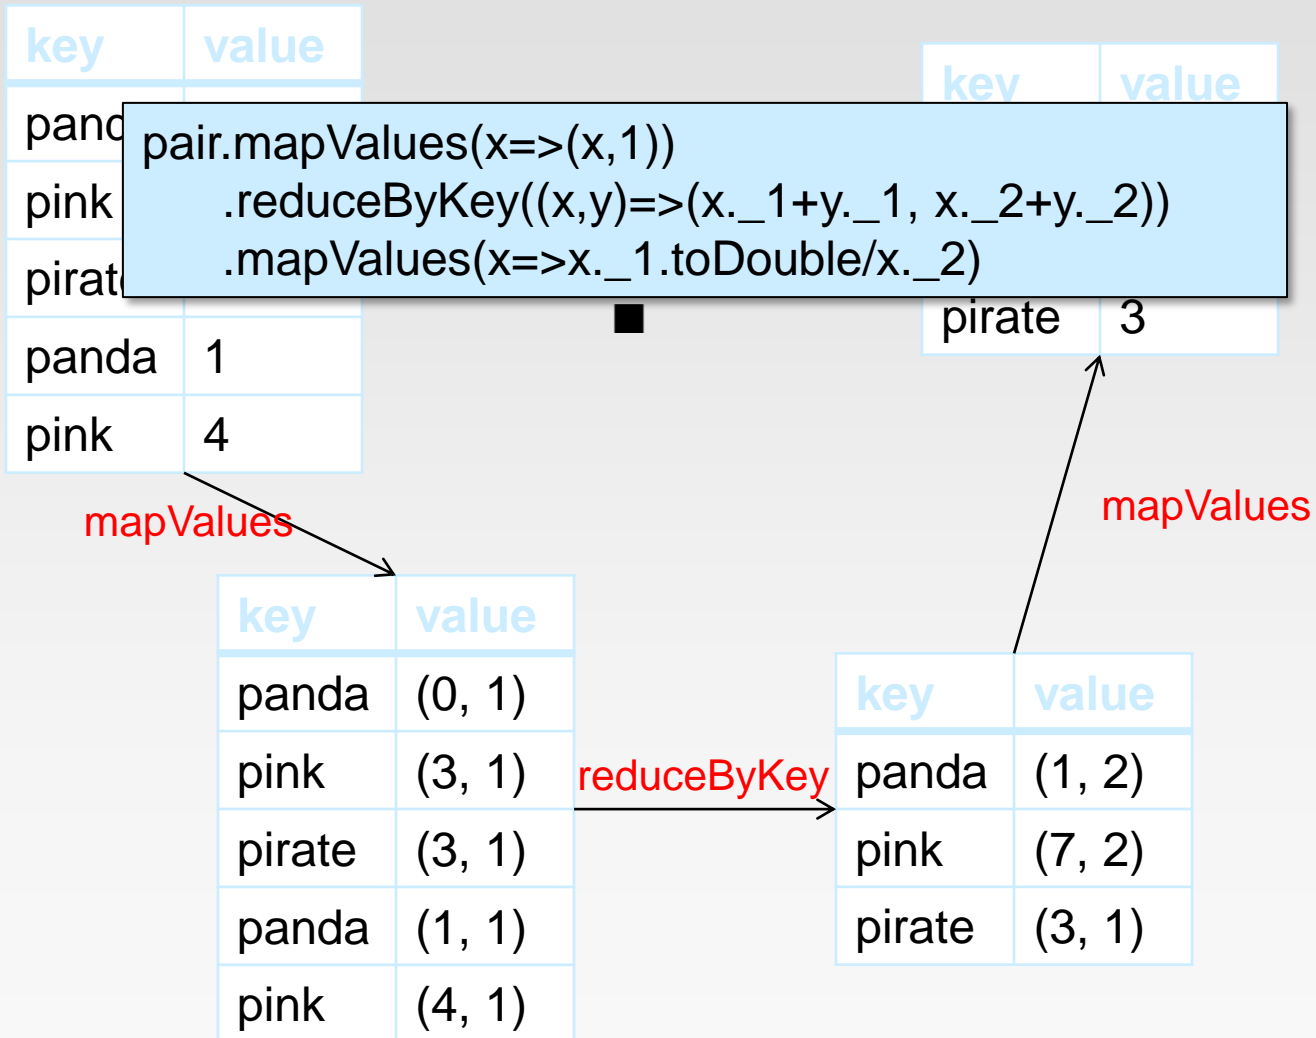 key value
pair.mapValues(x=>(x,1))
.reduceByKey((x,y)=>(x._1+y._1, x._2+y._2))
.mapValues(x=>x._1.toDouble/x._2)
pink
panda 1
pink 4
key value
pirate 3
mapValues
mapValues
key value
panda (0, 1)
pink (3, 1)
pirate (3, 1)
panda (1, 1)
pink (4, 1)
reduceByKey
key value
panda (1, 2)
pink (7, 2)
pirate (3, 1)